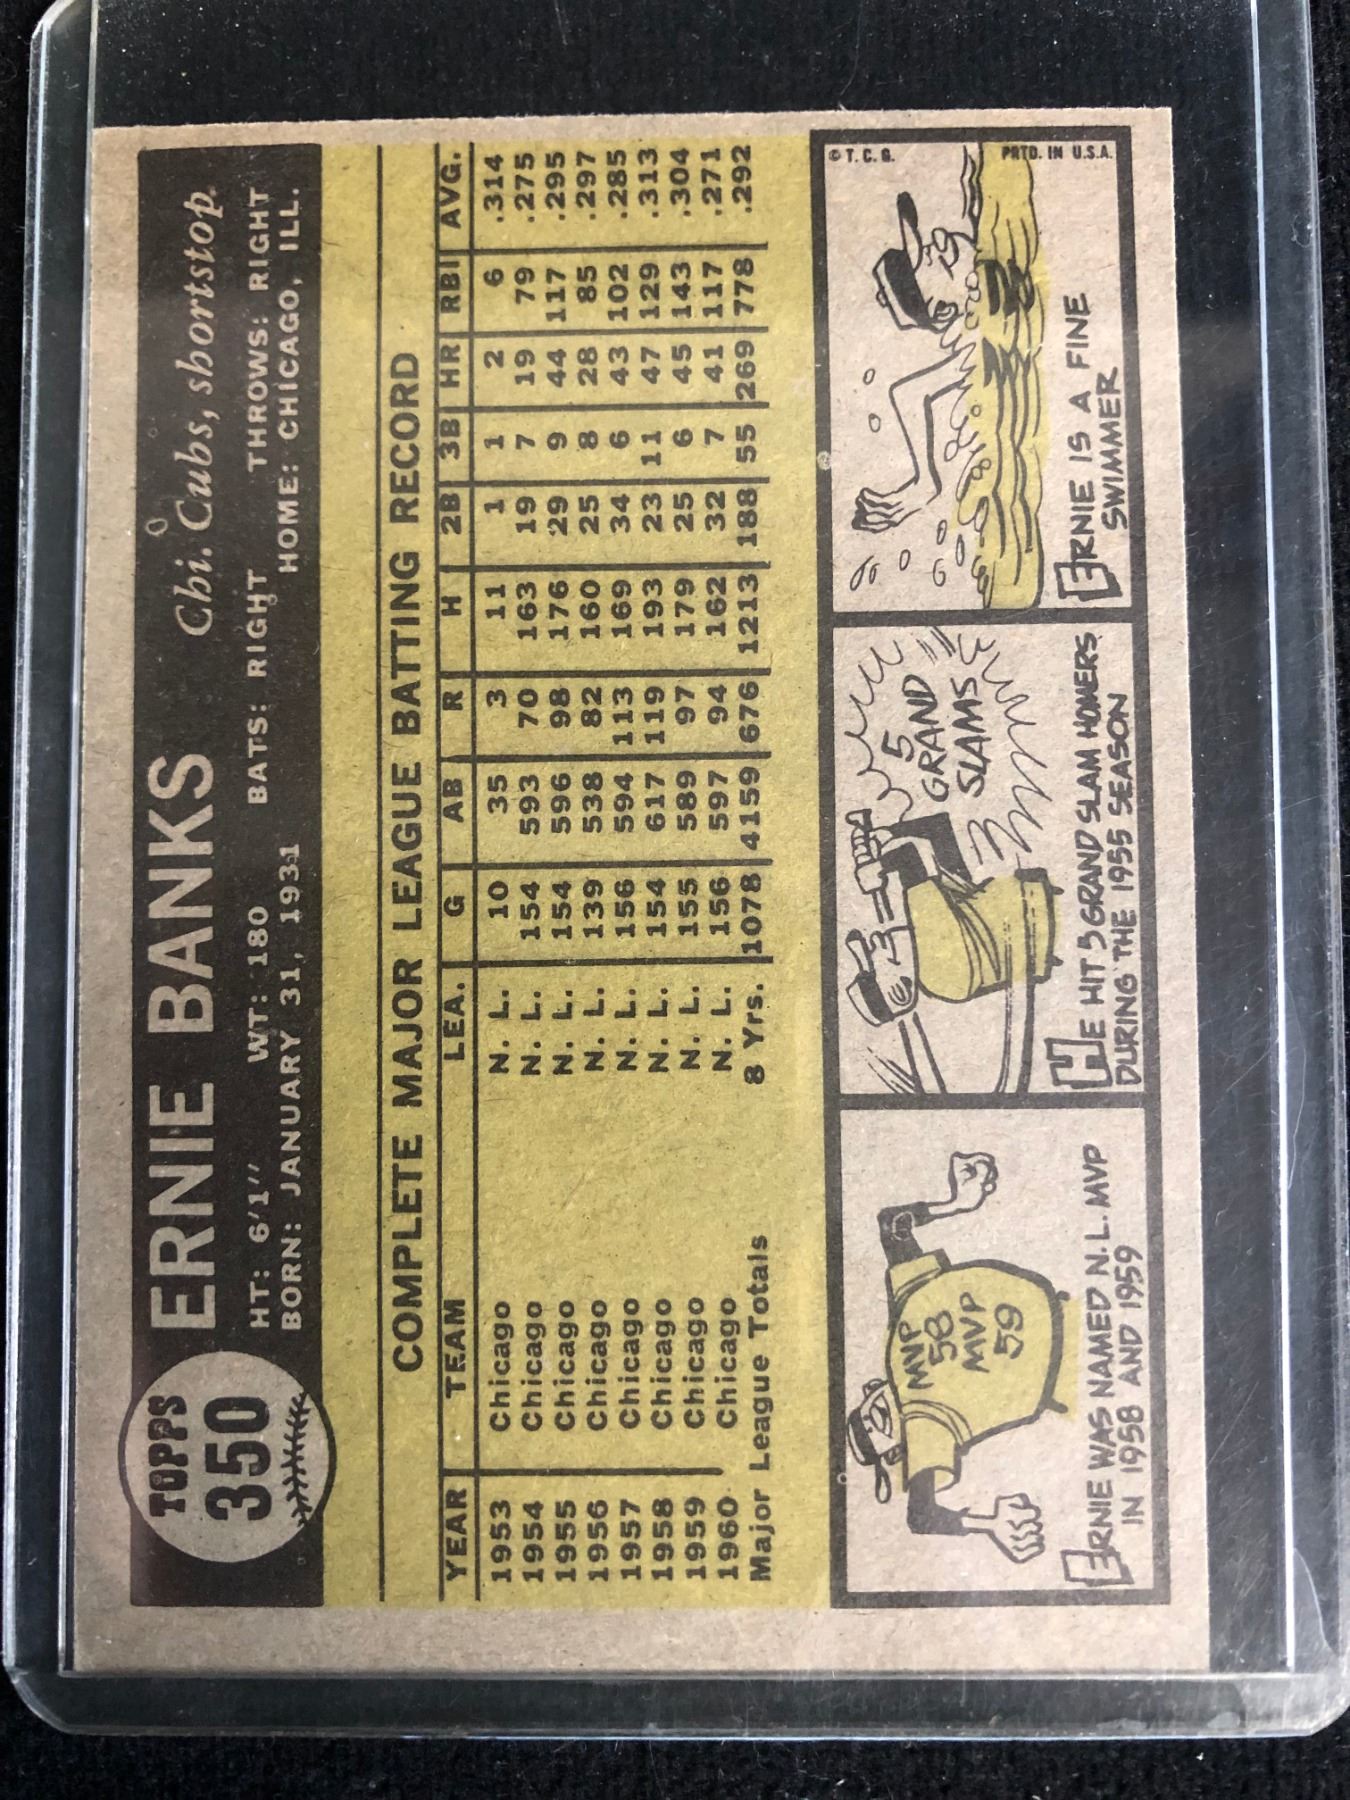 TOPPS
350
ERNIE BANKS Chi. Cubs, shortstop
HT: 6'1" WT: 180 BATS: RIGHT THROWS: RIGHT
BORN: JANUARY 31, 1931 HOME: CHICAGO, ILL.
COMPLETE MAJOR LEAGUE BATTING RECORD
YEAR TEAM LEA. G AB R H 2B 3B HR RBI AVG.
1953 Chicago N. L. 10 35 3 11 1 1 2 6 .314
1954 Chicago N. L. 154 593 70 163 19 7 19 79 .275
1955 Chicago N. L. 154 596 98 176 29 9 44 117 .295
1956 Chicago N. L. 139 538 82 160 25 8 28 85 .297
1957 Chicago N. L. 156 594 113 169 34 6 43 102 .285
1958 Chicago N. L. 154 617 119 193 23 11 47 129 .313
1959 Chicago N. L. 155 589 97 179 25 6 45 143 .304
1960 Chicago N. L. 156 597 94 162 32 7 41 117 .271
Major League Totals 8 Yrs. 1078 4159 676 1213 188 55 269 778 .292
MVP
58
MVP
59
ERNIE WAS NAMED N.L. MVP
IN 1958 AND 1959
5
GRAND
SLAMS
HE HIT 5 GRAND SLAM HOMERS
DURING THE 1955 SEASON
© T. C. G.
PRTD. IN U.S.A.
ERNIE IS A FINE
SWIMMER